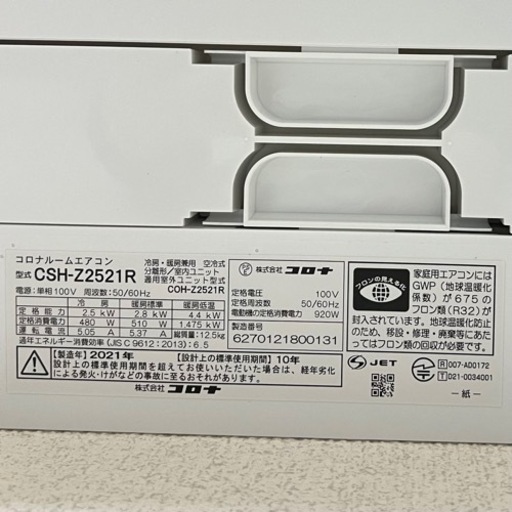 コロナルームエアコン
型式 CSH-Z2521R
冷房・暖房兼用 空冷式
分離形/室内ユニット
適用室外ユニット型式
COH-Z2521R
電源:単相100V 周波数:50/60Hz
冷房 暖房標準 暖房低温
定格能力 2.5 kW 2.8 kW 4.4 kW
定格消費電力 480 W 510 W 1.475 kW
運転電流 5.05 A 5.37 A 総質量:12.5kg
通年エネルギー消費効率(JIS C 9612:2013):6.5
【製造年】2021年 【設計上の標準使用期間】10年
設計上の標準使用期間を超えてお使いいただいた場合は、経年劣化
による発火・けがなどの事故に至るおそれがあります。
株式会社 コロナ
株式会社 コロナ
定格電圧 100V
定格周波数 50/60Hz
電動機の定格消費電力 920W
製造番号
6270121800131
フロンの見える化
家庭用エアコンには
GWP(地球温暖化
係数)が675の
フロン類(R32)が
封入されています。地球温暖化防止
のため、移設・修理・廃棄等にあた
ってはフロン類の回収が必要です。
S JET
R 007-AD0172
T D21-0034001
-紙-